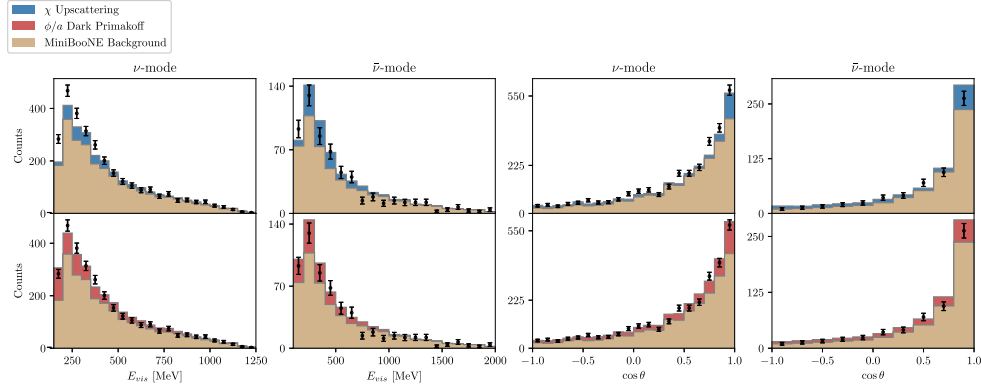 χ Upscattering
ϕ/a Dark Primakoff
MiniBooNE Background
ν-mode
ν̄-mode
ν-mode
ν̄-mode
Counts
400
200
0
140
70
0
550
225
0
250
125
0
Counts
400
200
0
140
70
0
550
225
0
250
125
0
250 500 750 1000 1250
500 1000 1500 2000
−1.0 −0.5 0.0 0.5 1.0
−1.0 −0.5 0.0 0.5 1.0
E_vis [MeV]
E_vis [MeV]
cos θ
cos θ